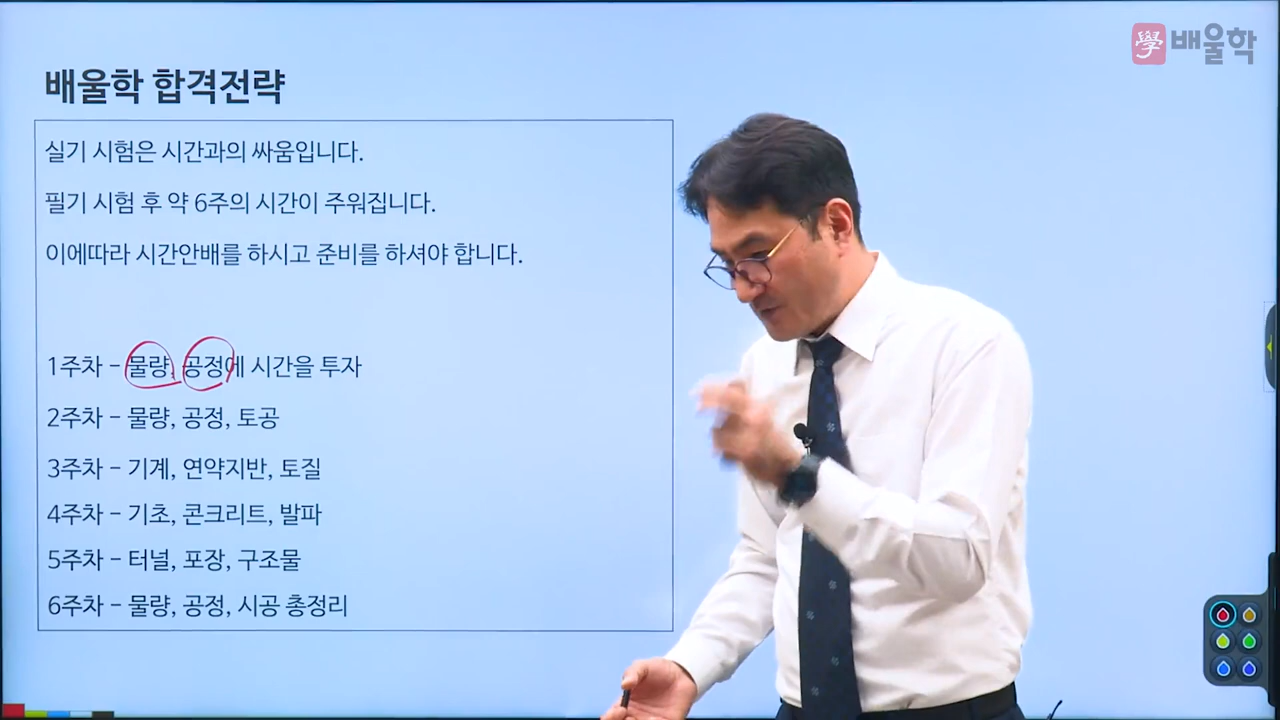 學 배울학
배울학 합격전략
실기 시험은 시간과의 싸움입니다.
필기 시험 후 약 6주의 시간이 주워집니다.
이에따라 시간안배를 하시고 준비를 하셔야 합니다.
1주차 – 물량, 공정에 시간을 투자
2주차 – 물량, 공정, 토공
3주차 – 기계, 연약지반, 토질
4주차 – 기초, 콘크리트, 발파
5주차 – 터널, 포장, 구조물
6주차 – 물량, 공정, 시공 총정리